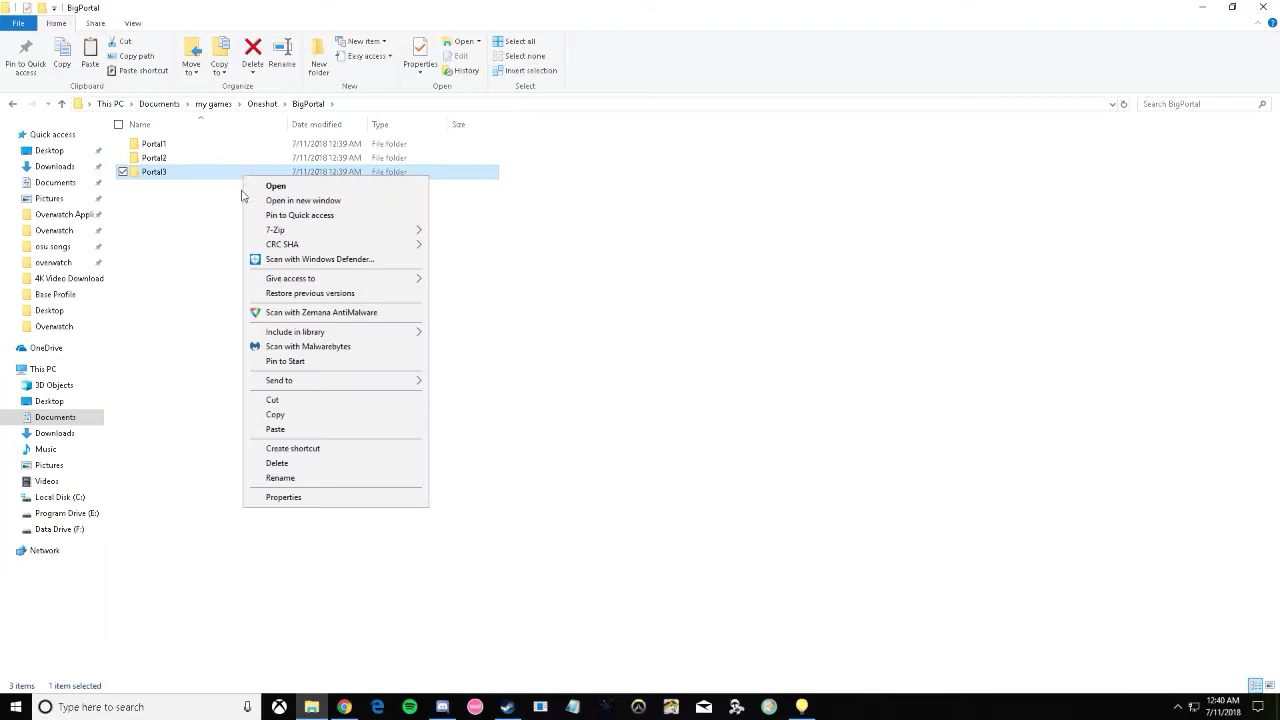 BigPortal
File
Home
Share
View
Pin to Quick access
Copy
Paste
Cut
Copy path
Paste shortcut
Clipboard
Move to
Copy to
Delete
Rename
Organize
New folder
New item
Easy access
New
Properties
Open
Edit
History
Open
Select all
Select none
Invert selection
Select
This PC
Documents
my games
Oneshot
BigPortal
Search BigPortal
Name
Date modified
Type
Size
Portal1 7/11/2018 12:39 AM File folder
Portal2 7/11/2018 12:39 AM File folder
Portal3 7/11/2018 12:39 AM File folder
Quick access
Desktop
Downloads
Documents
Pictures
Overwatch Appli
osu songs
overwatch
4K Video Download
Base Profile
Desktop
Overwatch
OneDrive
This PC
3D Objects
Desktop
Documents
Downloads
Music
Pictures
Videos
Local Disk (C:)
Program Drive (E:)
Data Drive (F:)
Network
Open
Open in new window
Pin to Quick access
7-Zip
CRC SHA
Scan with Windows Defender...
Give access to
Restore previous versions
Scan with Zemana AntiMalware
Include in library
Scan with Malwarebytes
Pin to Start
Send to
Cut
Copy
Paste
Create shortcut
Delete
Rename
Properties
3 items
1 item selected
Type here to search
12:40 AM
7/11/2018